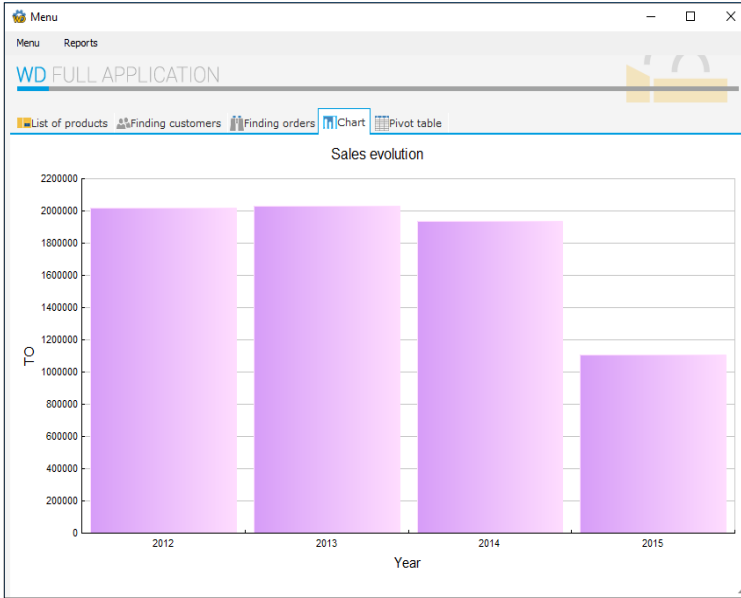 Menu
Menu Reports
WD FULL APPLICATION
List of products Finding customers Finding orders Chart Pivot table
Sales evolution
2200000
2000000
1800000
1600000
1400000
1200000
1000000
800000
600000
400000
200000
0
TO
2012 2013 2014 2015
Year